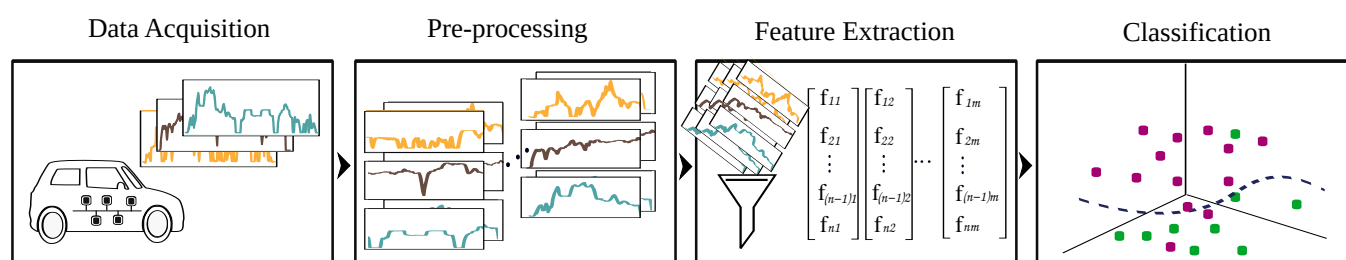 Data Acquisition
Pre-processing
Feature Extraction
Classification
f11 f12 f1m
f21 f22 f2m
⋮ ⋮ ... ⋮
f(n−1)1 f(n−1)2 f(n−1)m
fn1 fn2 fnm